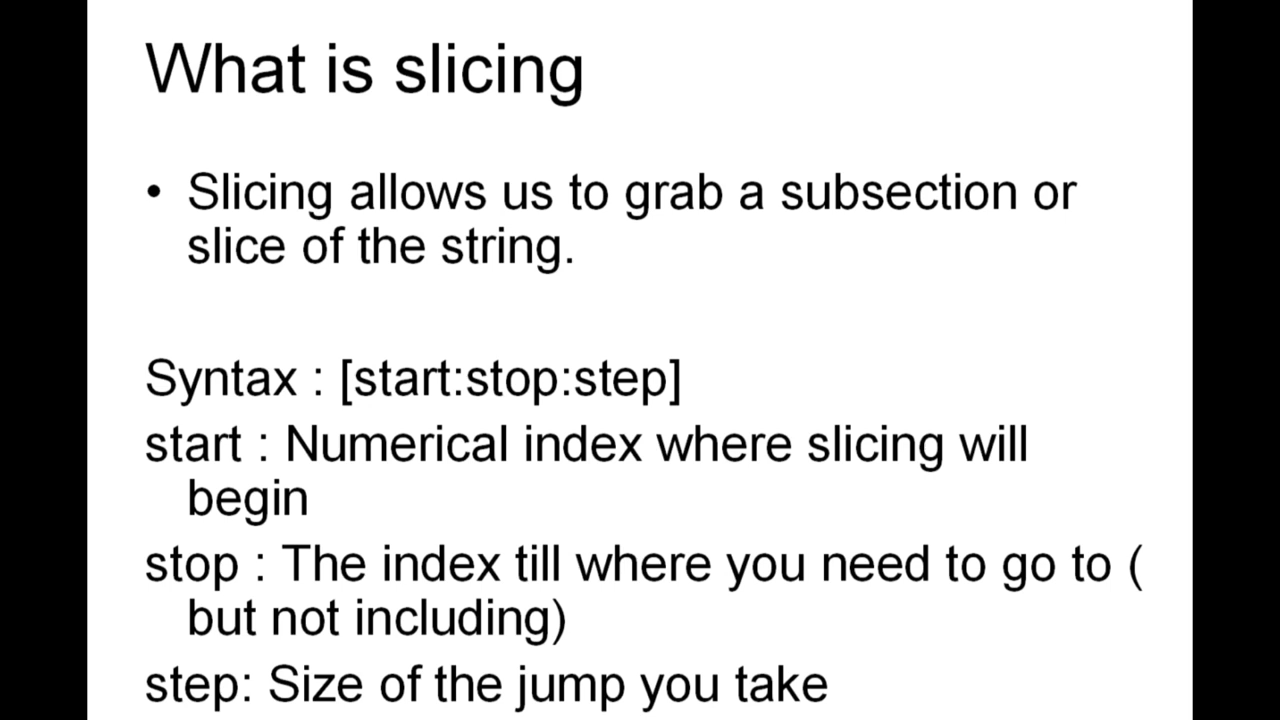 What is slicing
• Slicing allows us to grab a subsection or
slice of the string.
Syntax : [start:stop:step]
start : Numerical index where slicing will
begin
stop : The index till where you need to go to (
but not including)
step: Size of the jump you take